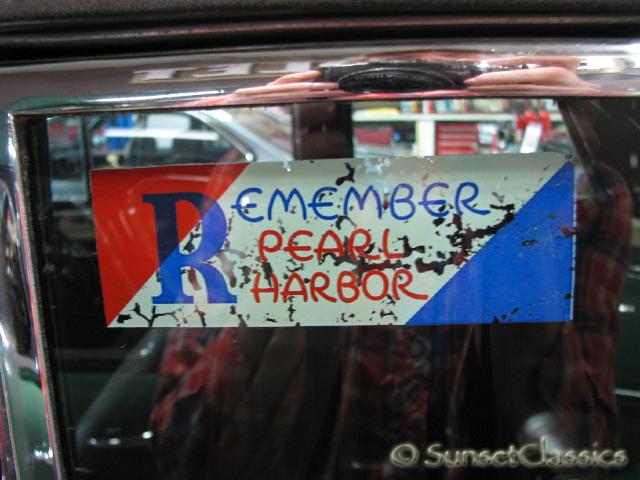 REMEMBER
PEARL
HARBOR
© SunsetClassics